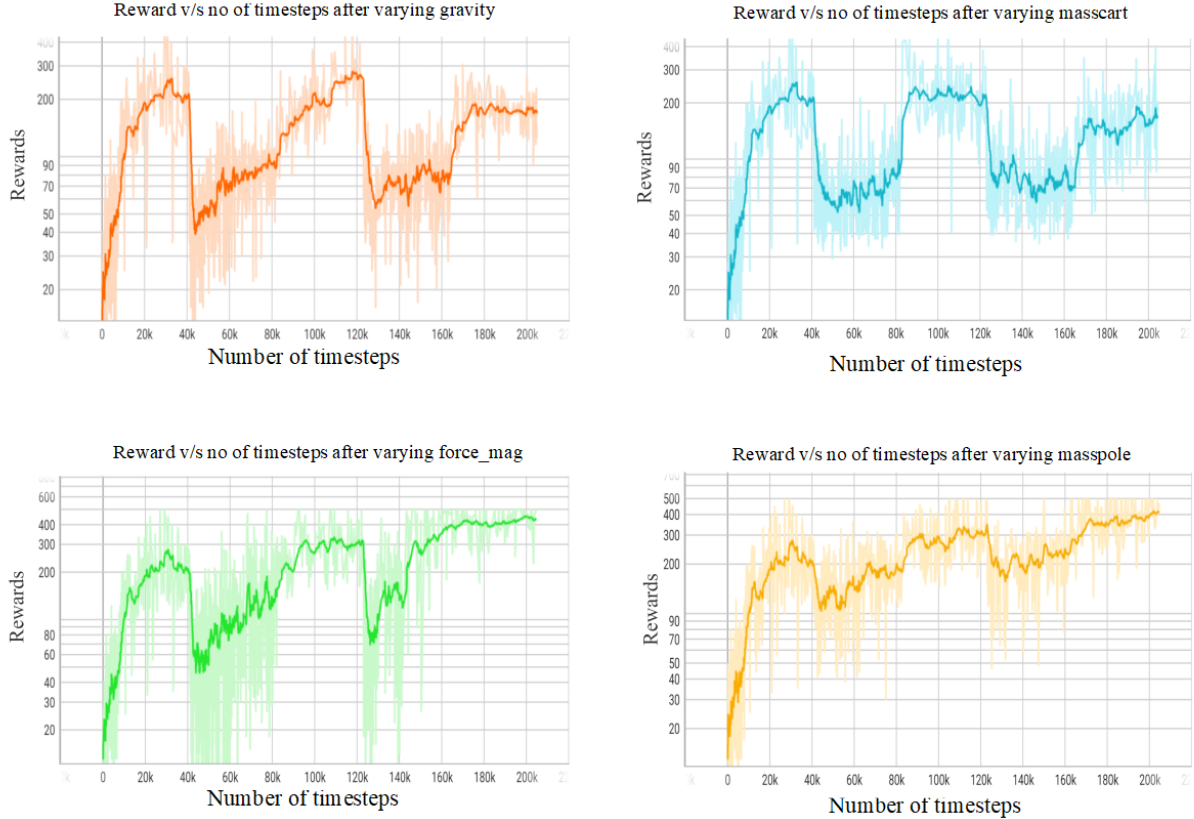 Reward v/s no of timesteps after varying gravity
400
300
200
90
70
50
40
30
20
Rewards
0 20k 40k 60k 80k 100k 120k 140k 160k 180k 200k
Number of timesteps
Reward v/s no of timesteps after varying masscart
400
300
200
90
70
50
40
30
20
Rewards
0 20k 40k 60k 80k 100k 120k 140k 160k 180k 200k
Number of timesteps
Reward v/s no of timesteps after varying force_mag
600
400
300
200
80
60
40
30
20
Rewards
0 20k 40k 60k 80k 100k 120k 140k 160k 180k 200k
Number of timesteps
Reward v/s no of timesteps after varying masspole
700
500
400
300
200
90
70
50
40
30
20
Rewards
0 20k 40k 60k 80k 100k 120k 140k 160k 180k 200k
Number of timesteps